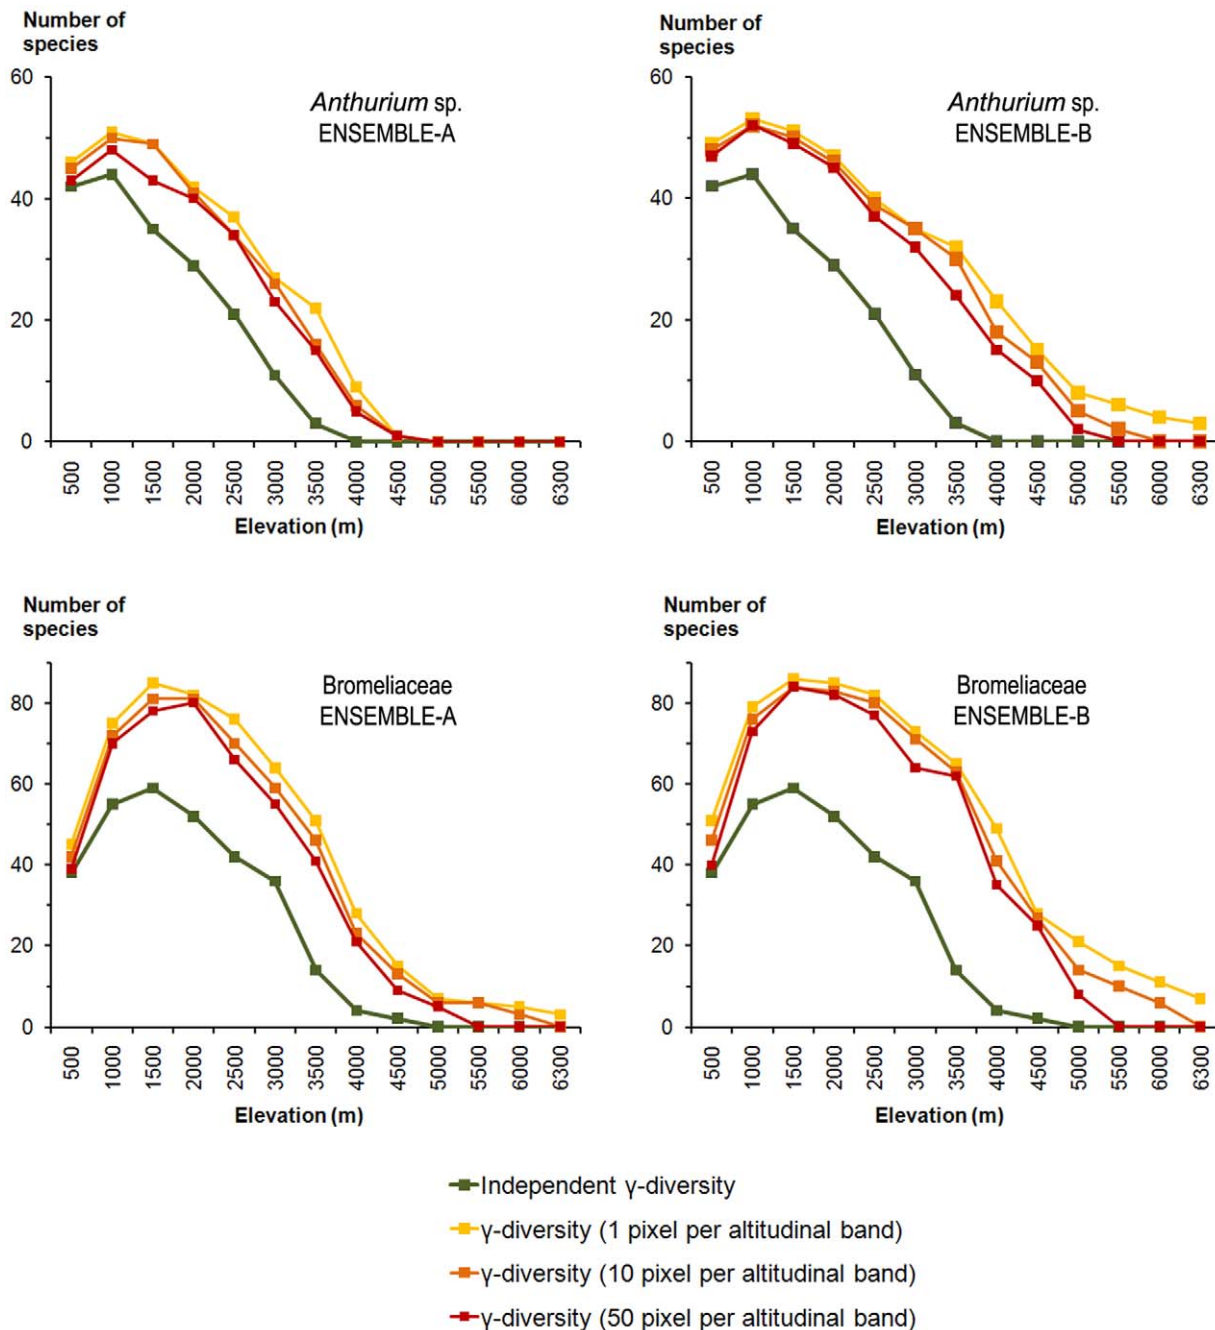 Number of
species
Anthurium sp.
ENSEMBLE-A
60
40
20
0
500
1000
1500
2000
2500
3000
3500
4000
4500
5000
5500
6000
6300
Elevation (m)
Number of
species
Anthurium sp.
ENSEMBLE-B
60
40
20
0
500
1000
1500
2000
2500
3000
3500
4000
4500
5000
5500
6000
6300
Elevation (m)
Number of
species
Bromeliaceae
ENSEMBLE-A
80
60
40
20
0
500
1000
1500
2000
2500
3000
3500
4000
4500
5000
5500
6000
6300
Elevation (m)
Number of
species
Bromeliaceae
ENSEMBLE-B
80
60
40
20
0
500
1000
1500
2000
2500
3000
3500
4000
4500
5000
5500
6000
6300
Elevation (m)
Independent γ-diversity
γ-diversity (1 pixel per altitudinal band)
γ-diversity (10 pixel per altitudinal band)
γ-diversity (50 pixel per altitudinal band)